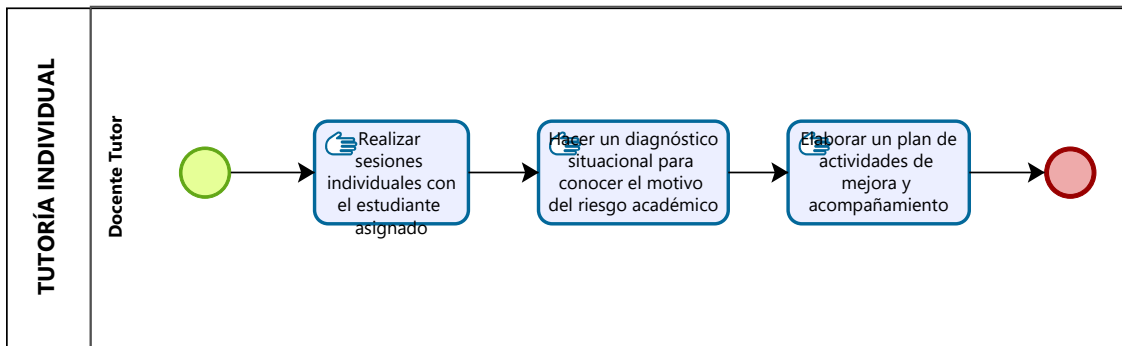 TUTORÍA INDIVIDUAL
Docente Tutor
Realizar
sesiones
individuales con
el estudiante
asignado
Hacer un diagnóstico
situacional para
conocer el motivo
del riesgo académico
Elaborar un plan de
actividades de
mejora y
acompañamiento